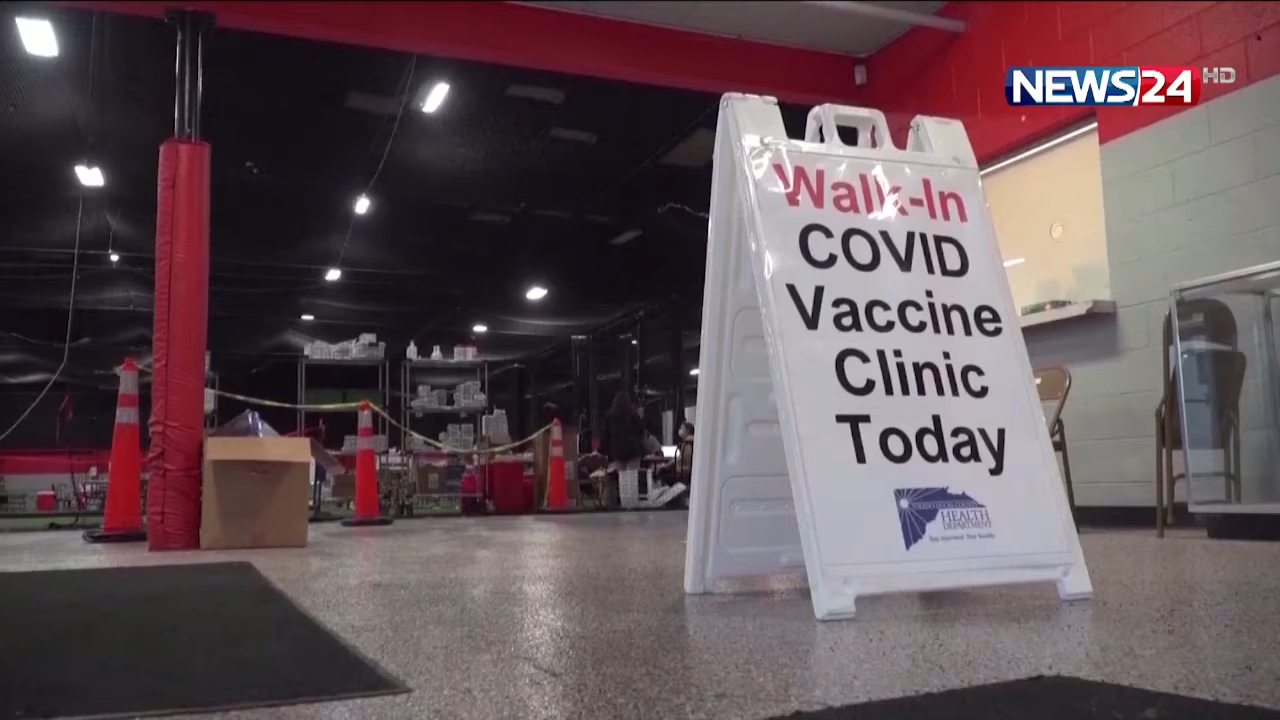 NEWS24 HD
Walk-In
COVID
Vaccine
Clinic
Today
HEALTH
DEPARTMENT